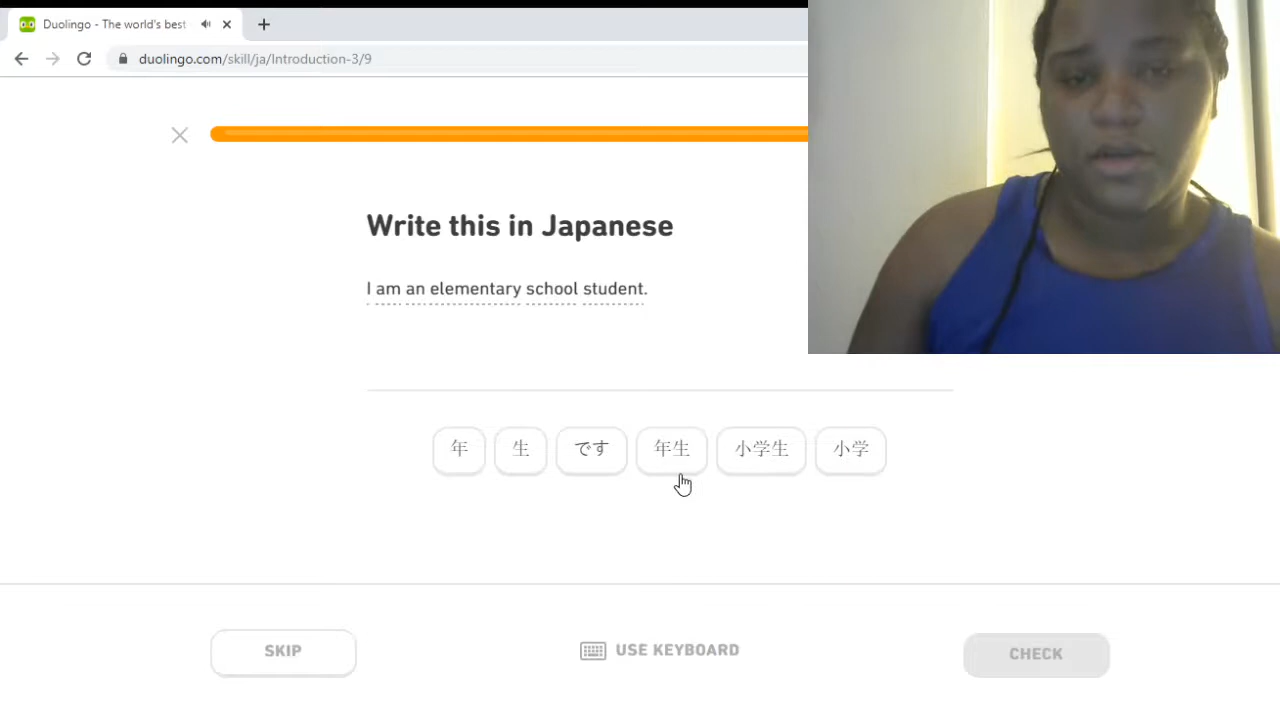 Duolingo - The world's best
duolingo.com/skill/ja/Introduction-3/9
Write this in Japanese
I am an elementary school student.
年 生 です 年生 小学生 小学
SKIP USE KEYBOARD CHECK